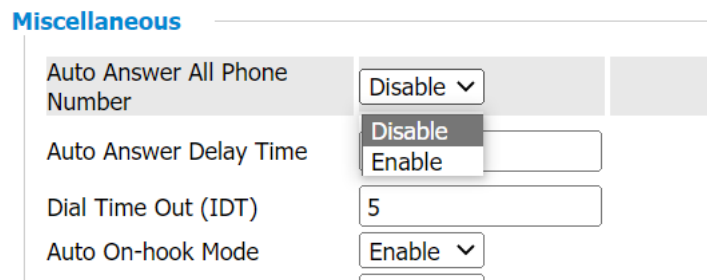 Miscellaneous
Auto Answer All Phone
Number
Disable
Disable
Enable
Auto Answer Delay Time
Dial Time Out (IDT)
5
Auto On-hook Mode
Enable